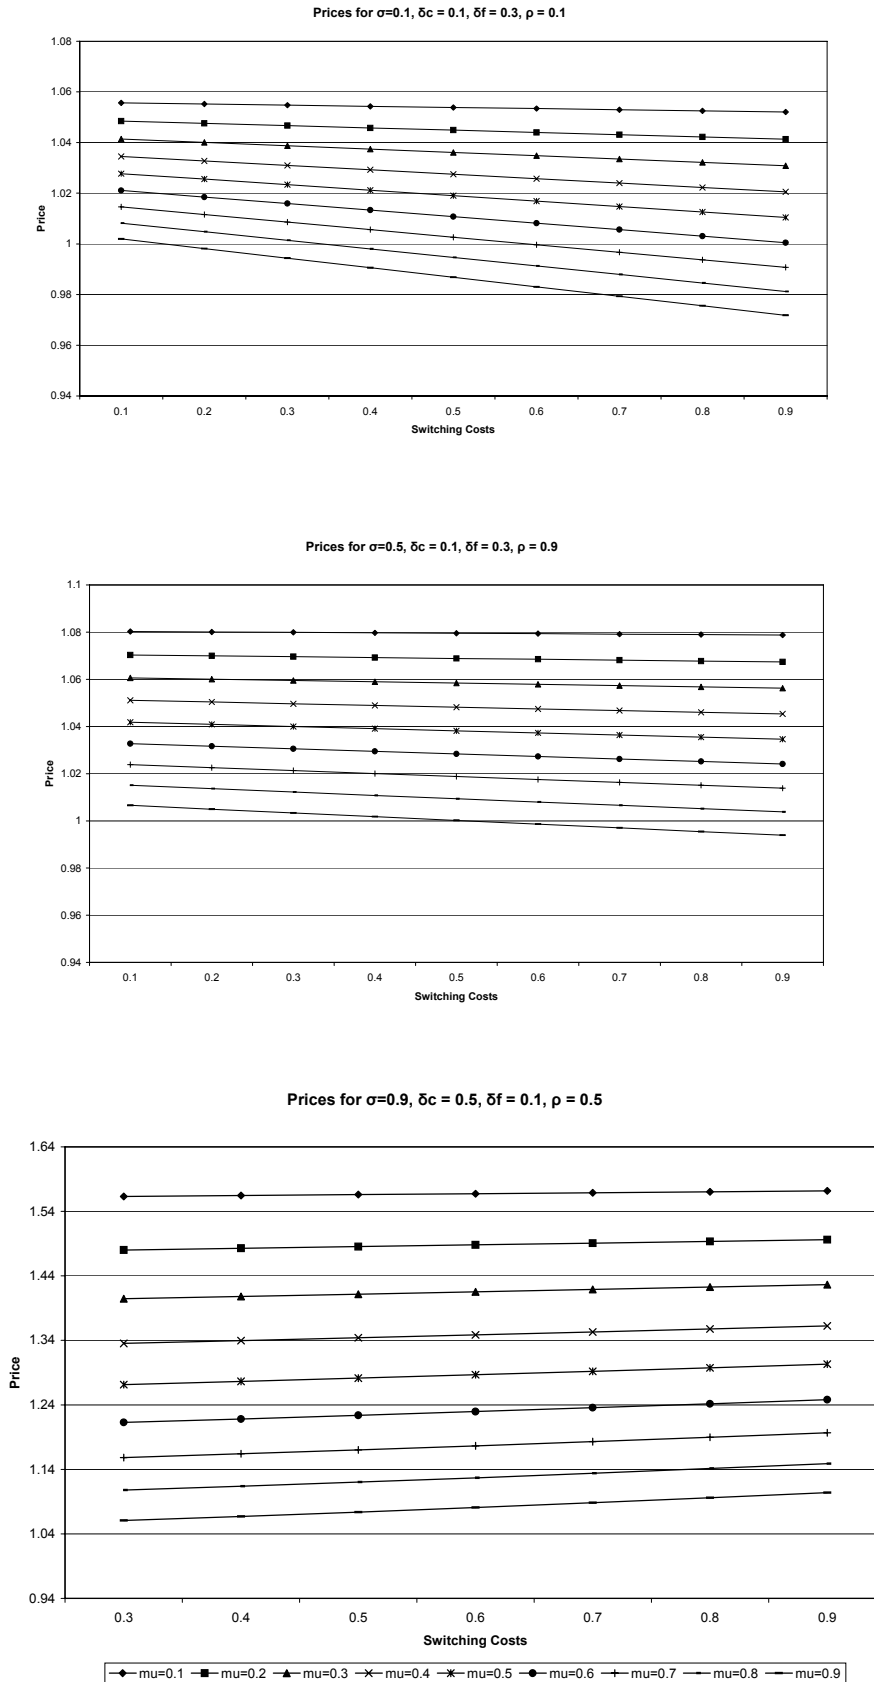 Prices for σ=0.1, δc = 0.1, δf = 0.3, ρ = 0.1
1.08
1.06
1.04
1.02
1
0.98
0.96
0.94
Price
0.1 0.2 0.3 0.4 0.5 0.6 0.7 0.8 0.9
Switching Costs
Prices for σ=0.5, δc = 0.1, δf = 0.3, ρ = 0.9
1.1
1.08
1.06
1.04
1.02
1
0.98
0.96
0.94
Price
0.1 0.2 0.3 0.4 0.5 0.6 0.7 0.8 0.9
Switching Costs
Prices for σ=0.9, δc = 0.5, δf = 0.1, ρ = 0.5
1.64
1.54
1.44
1.34
1.24
1.14
1.04
0.94
Price
0.3 0.4 0.5 0.6 0.7 0.8 0.9
Switching Costs
mu=0.1 mu=0.2 mu=0.3 mu=0.4 mu=0.5 mu=0.6 mu=0.7 mu=0.8 mu=0.9